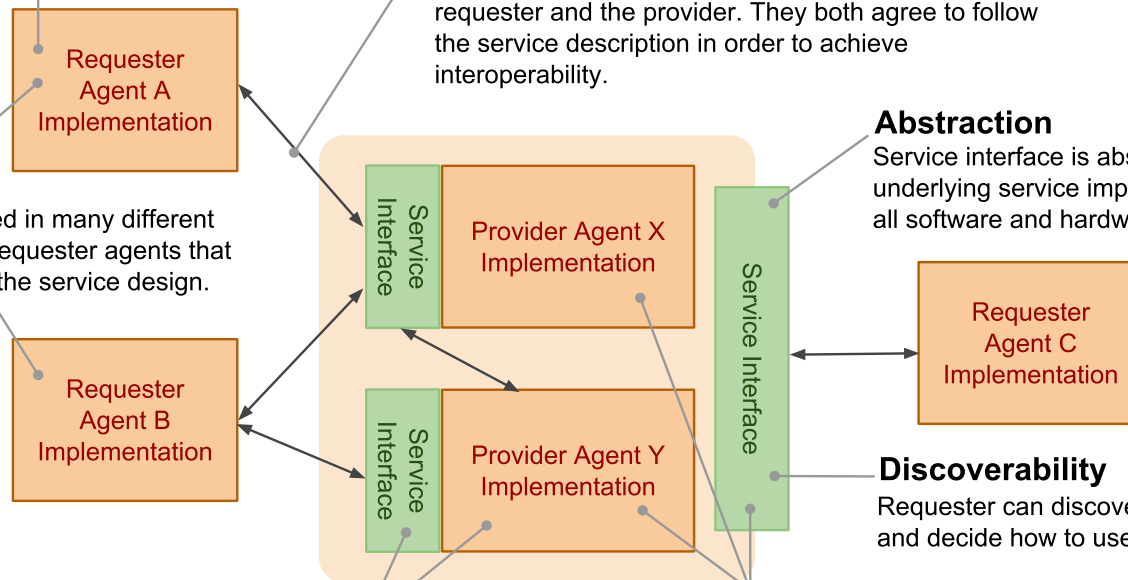 requester and the provider. They both agree to follow
the service description in order to achieve
interoperability.
Requester
Agent A
Implementation
Abstraction
Service interface is abs
underlying service imp
all software and hardw
ed in many different
equester agents that
the service design.
Service
Interface
Provider Agent X
Implementation
Service Interface
Requester
Agent C
Implementation
Requester
Agent B
Implementation
Service
Interface
Provider Agent Y
Implementation
Discoverability
Requester can discove
and decide how to use